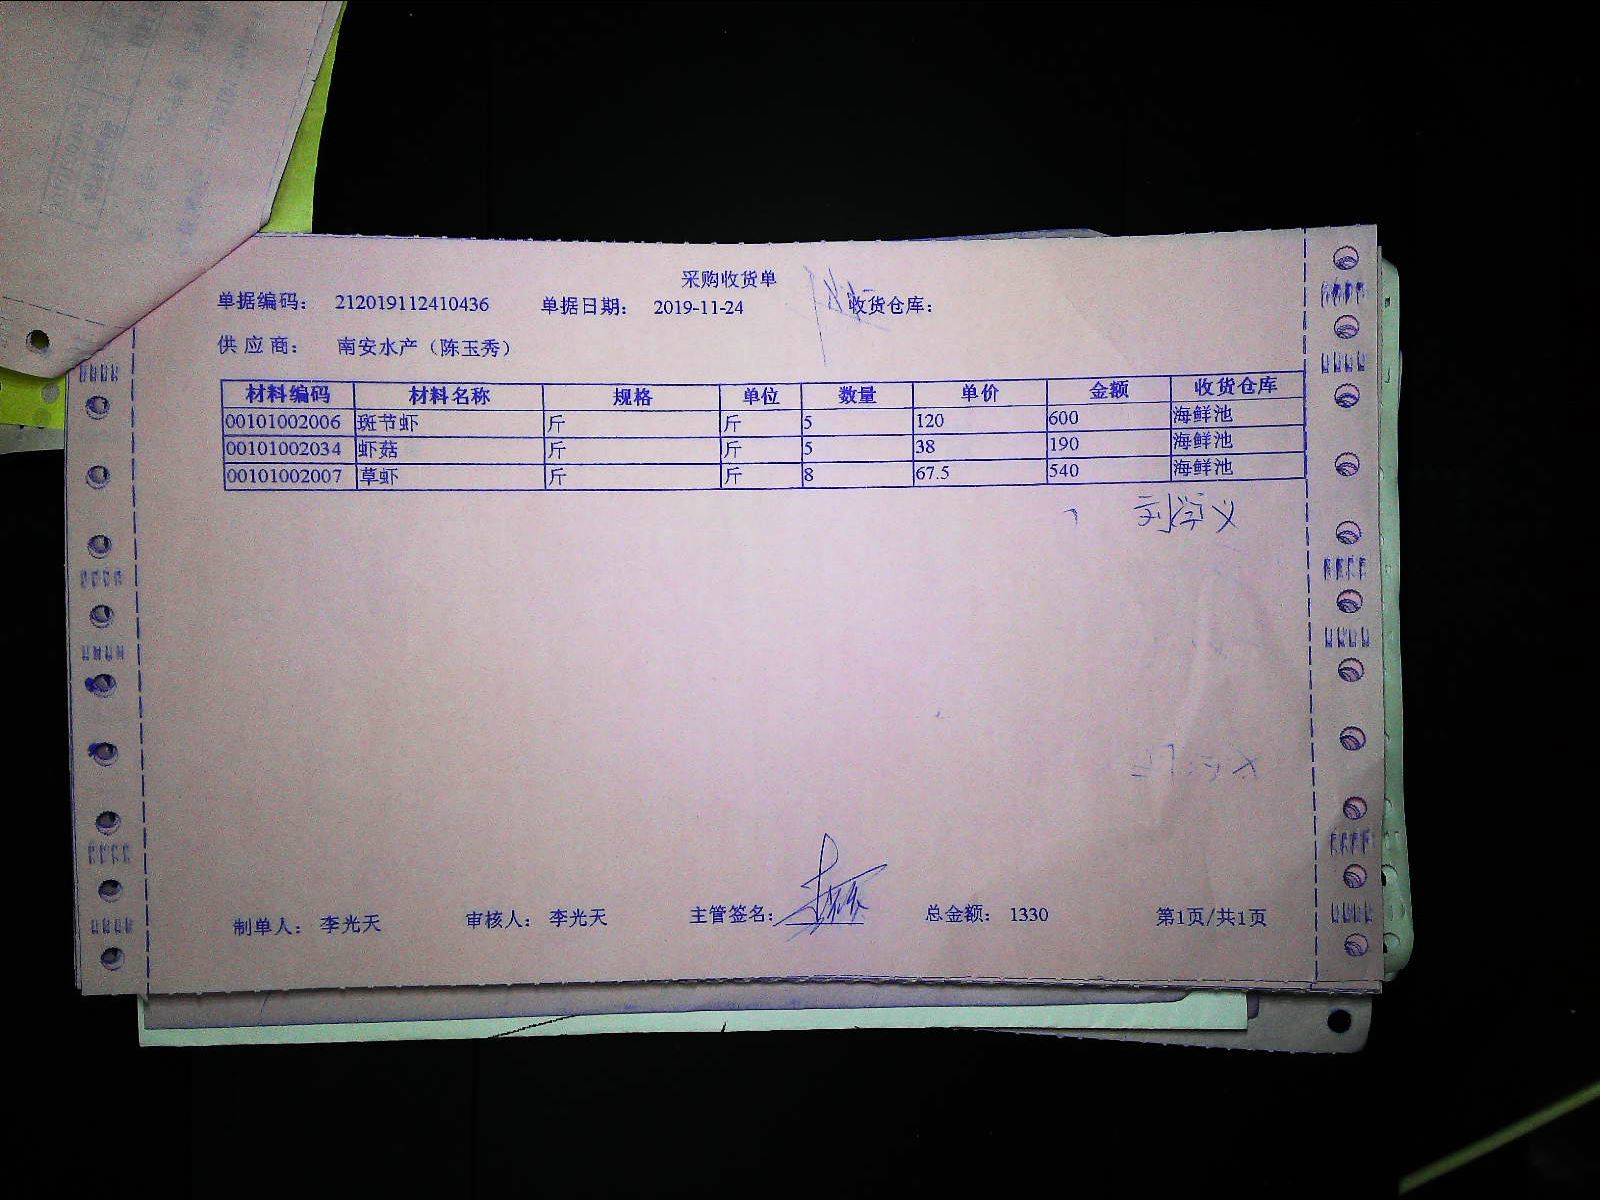 采购收货单
单据编码： 212019112410436 单据日期： 2019-11-24 收货仓库：
供应商： 南安水产（陈玉秀）
材料编码 材料名称 规格 单位 数量 单价 金额 收货仓库
00101002006 斑节虾 斤 斤 5 120 600 海鲜池
00101002034 虾菇 斤 斤 5 38 190 海鲜池
00101002007 草虾 斤 斤 8 67.5 540 海鲜池
刘学义
制单人： 李光天 审核人： 李光天 主管签名： 总金额： 1330 第1页/共1页